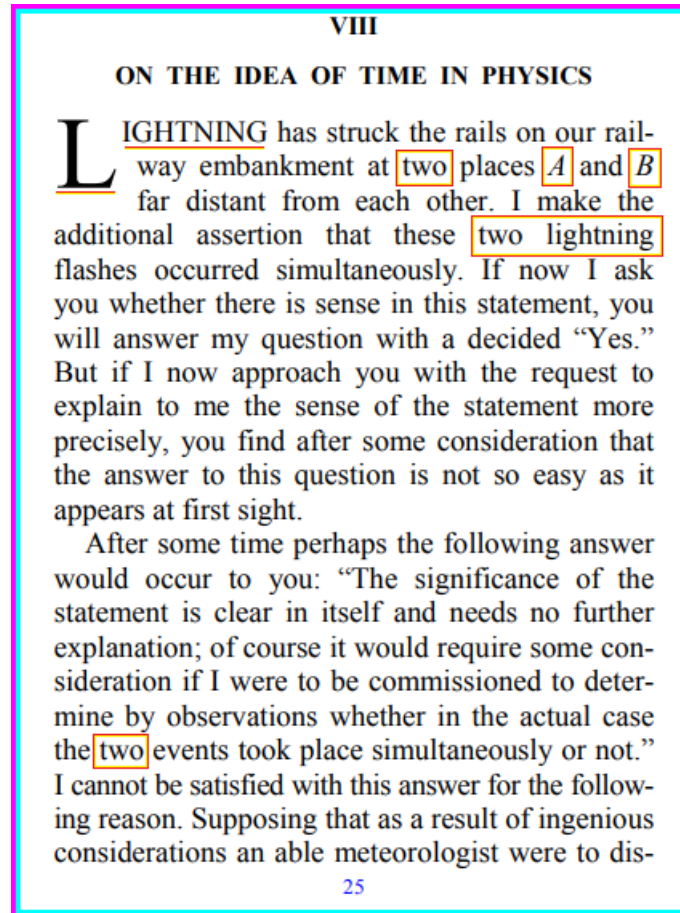 VIII
ON THE IDEA OF TIME IN PHYSICS
LIGHTNING has struck the rails on our rail-
way embankment at two places A and B
far distant from each other. I make the
additional assertion that these two lightning
flashes occurred simultaneously. If now I ask
you whether there is sense in this statement, you
will answer my question with a decided “Yes.”
But if I now approach you with the request to
explain to me the sense of the statement more
precisely, you find after some consideration that
the answer to this question is not so easy as it
appears at first sight.
After some time perhaps the following answer
would occur to you: “The significance of the
statement is clear in itself and needs no further
explanation; of course it would require some con-
sideration if I were to be commissioned to deter-
mine by observations whether in the actual case
the two events took place simultaneously or not.”
I cannot be satisfied with this answer for the follow-
ing reason. Supposing that as a result of ingenious
considerations an able meteorologist were to dis-
25